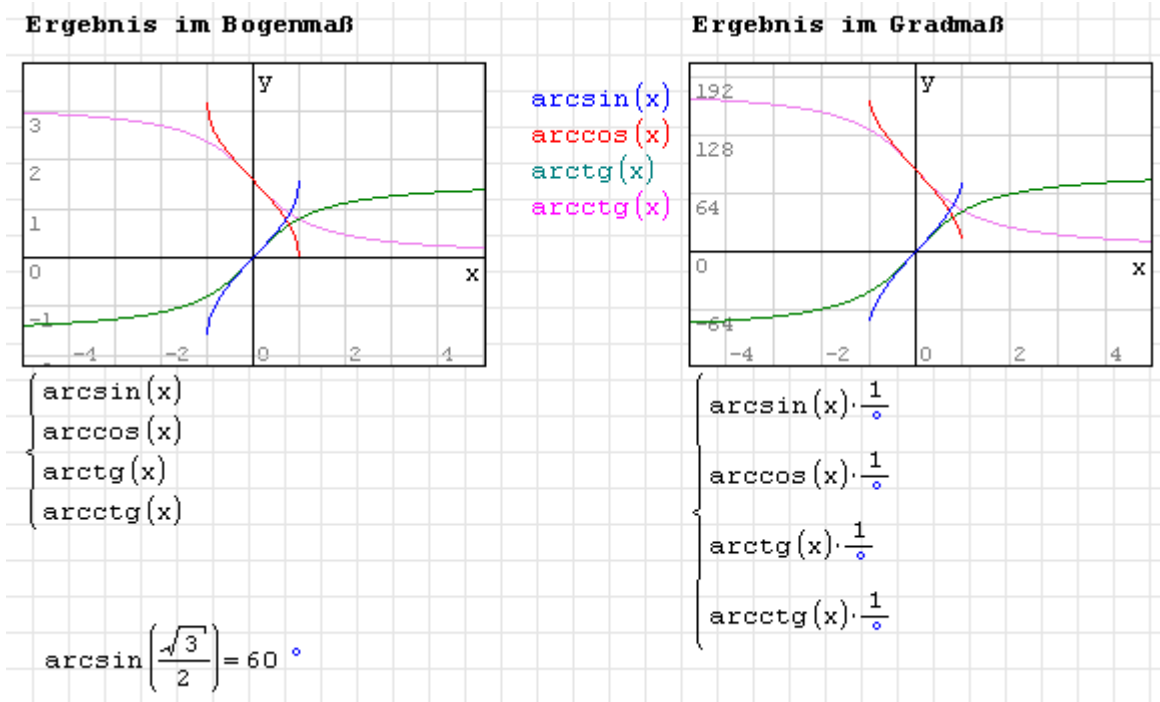 Ergebnis im Bogenmaß
y
3
2
1
0
-1
x
-4 -2 0 2 4
arcsin(x)
arccos(x)
arctg(x)
arcctg(x)
Ergebnis im Gradmaß
y
192
128
64
0
-64
x
-4 -2 0 2 4
arcsin(x)
arccos(x)
arctg(x)
arcctg(x)
arcsin(x)·1/°
arccos(x)·1/°
arctg(x)·1/°
arcctg(x)·1/°
arcsin(√3/2)=60 °